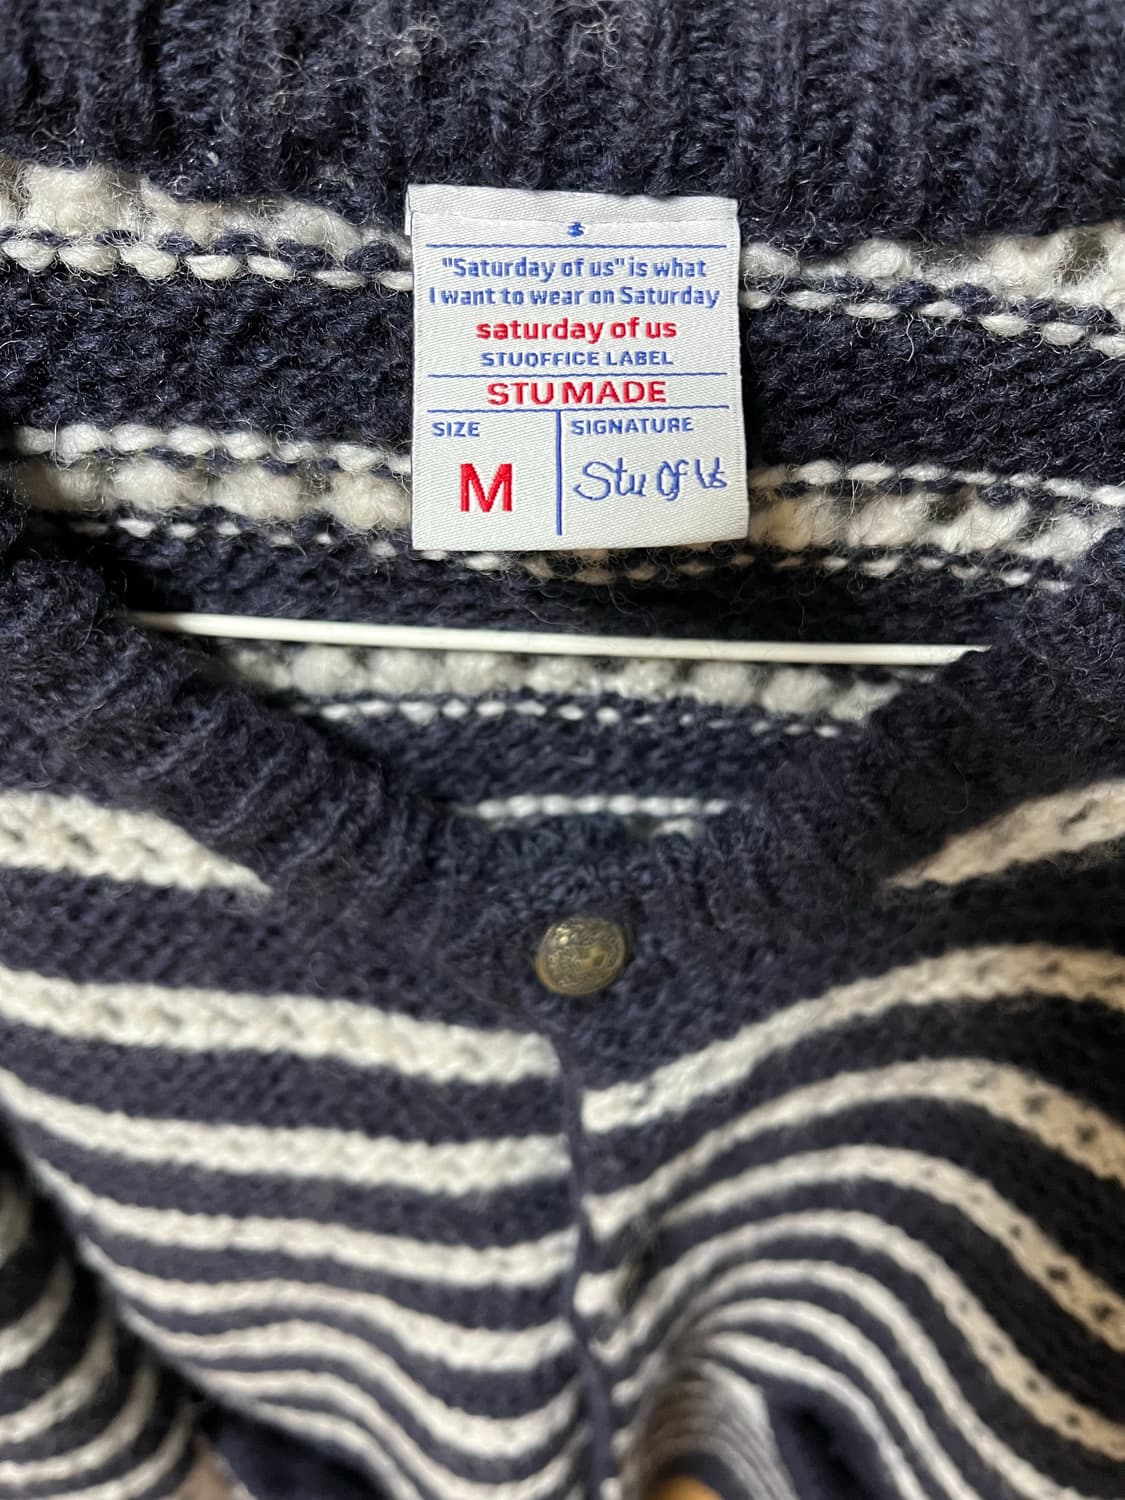 "Saturday of us" is what
I want to wear on Saturday
saturday of us
STUOFFICE LABEL
STU MADE
SIZE
SIGNATURE
M
Stu Of Us